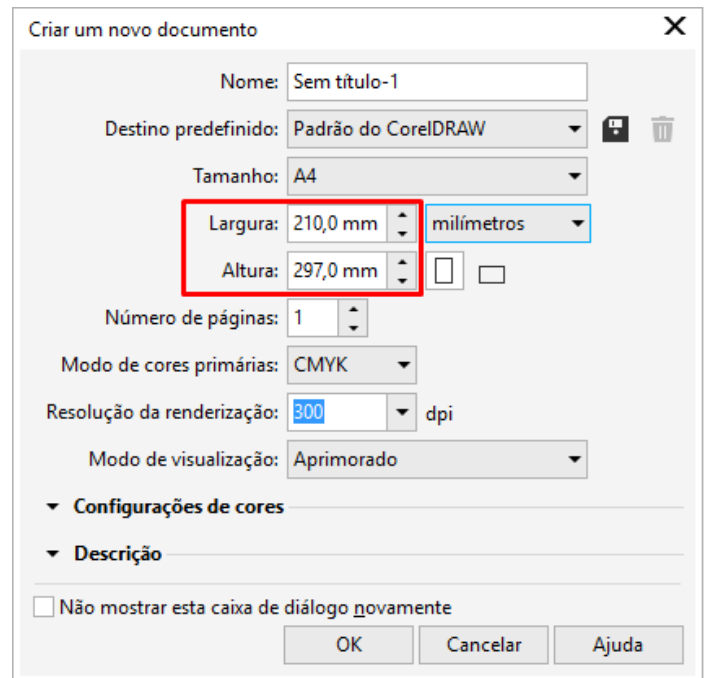 Criar um novo documento
Nome: Sem título-1
Destino predefinido: Padrão do CorelDRAW
Tamanho: A4
Largura: 210,0 mm milímetros
Altura: 297,0 mm
Número de páginas: 1
Modo de cores primárias: CMYK
Resolução da renderização: 300 dpi
Modo de visualização: Aprimorado
Configurações de cores
Descrição
Não mostrar esta caixa de diálogo novamente
OK Cancelar Ajuda